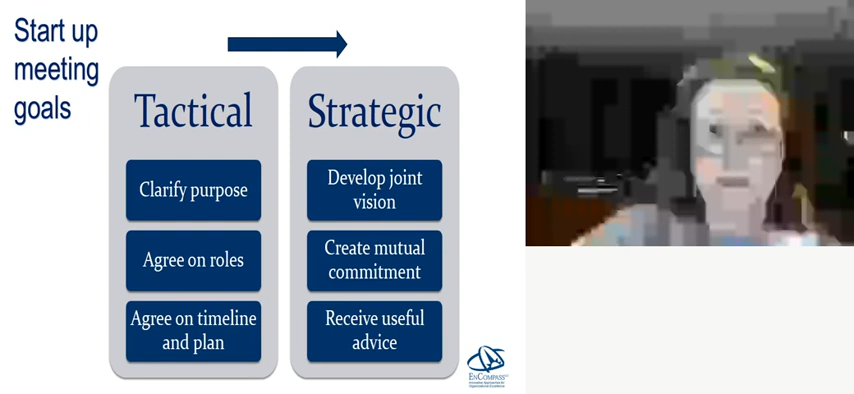 Start up
meeting
goals
Tactical
Clarify purpose
Agree on roles
Agree on timeline
and plan
Strategic
Develop joint
vision
Create mutual
commitment
Receive useful
advice
ENCOMPASS